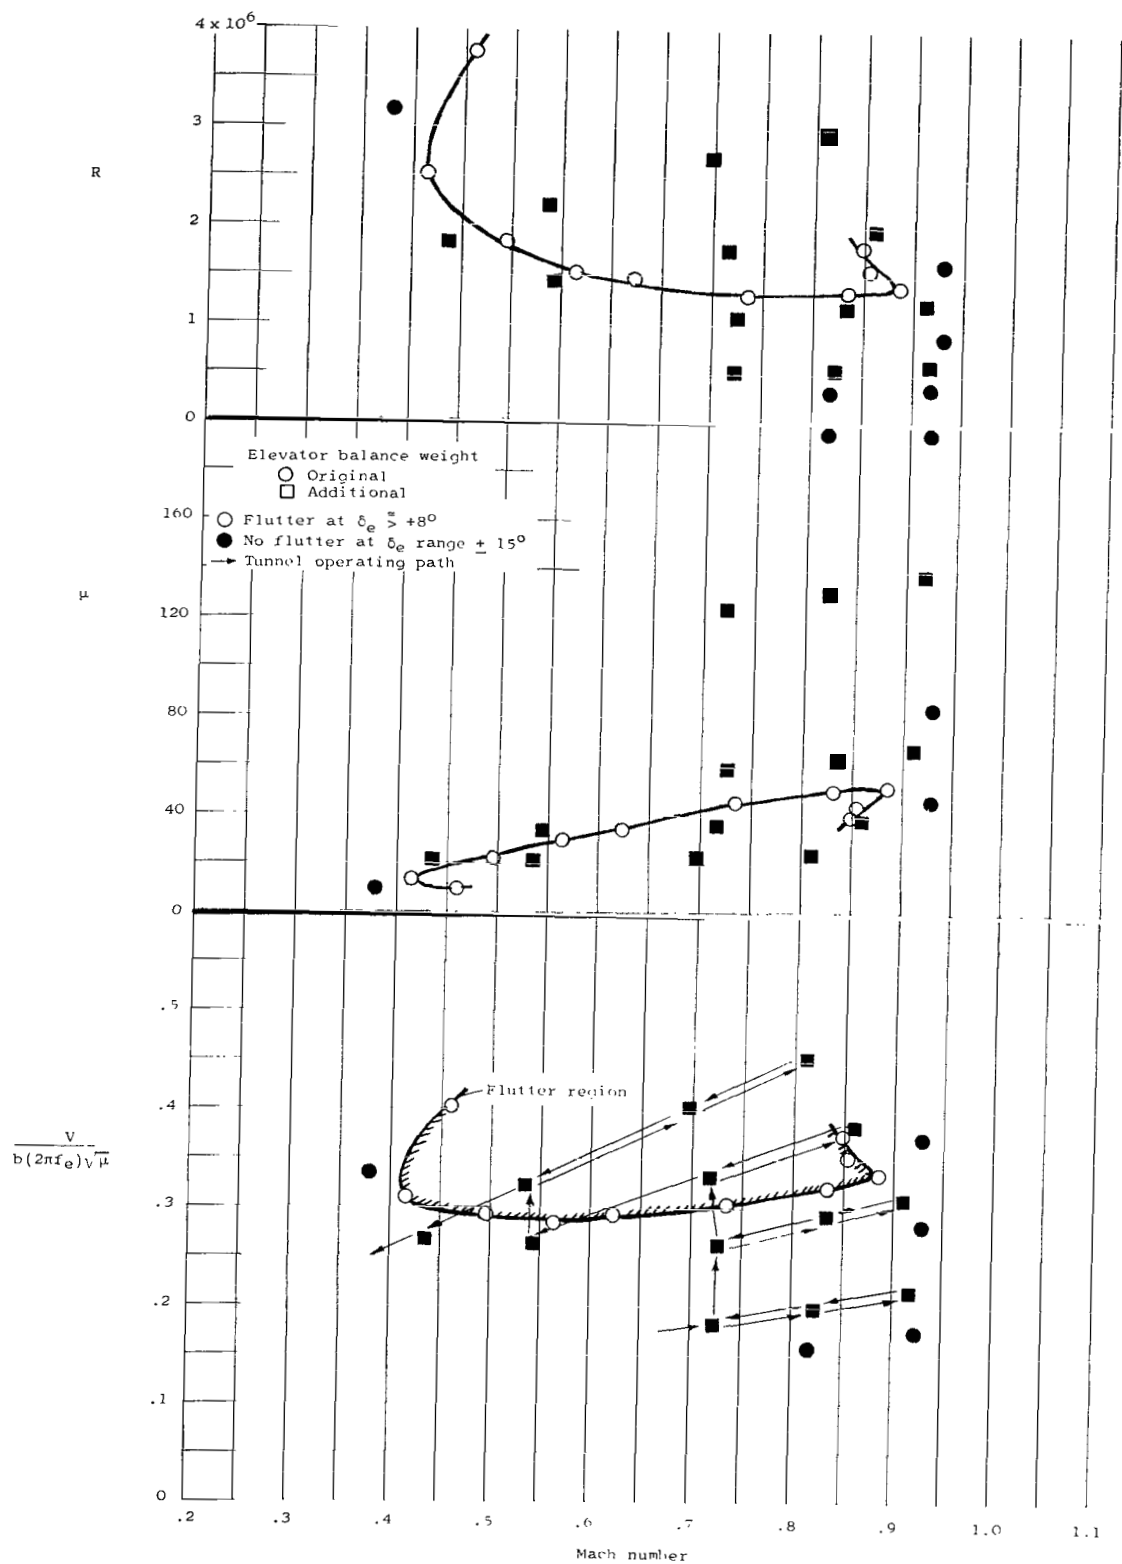 4 x 10⁶
3
R
2
1
0
Elevator balance weight
○ Original
□ Additional
160
○ Flutter at δe ≧ +8°
● No flutter at δe range ± 15°
→ Tunnel operating path
μ
120
80
40
0
.5
Flutter region
.4
V
b(2πfe)√μ
.3
.2
.1
0
.2 .3 .4 .5 .6 .7 .8 .9 1.0 1.1
Mach number